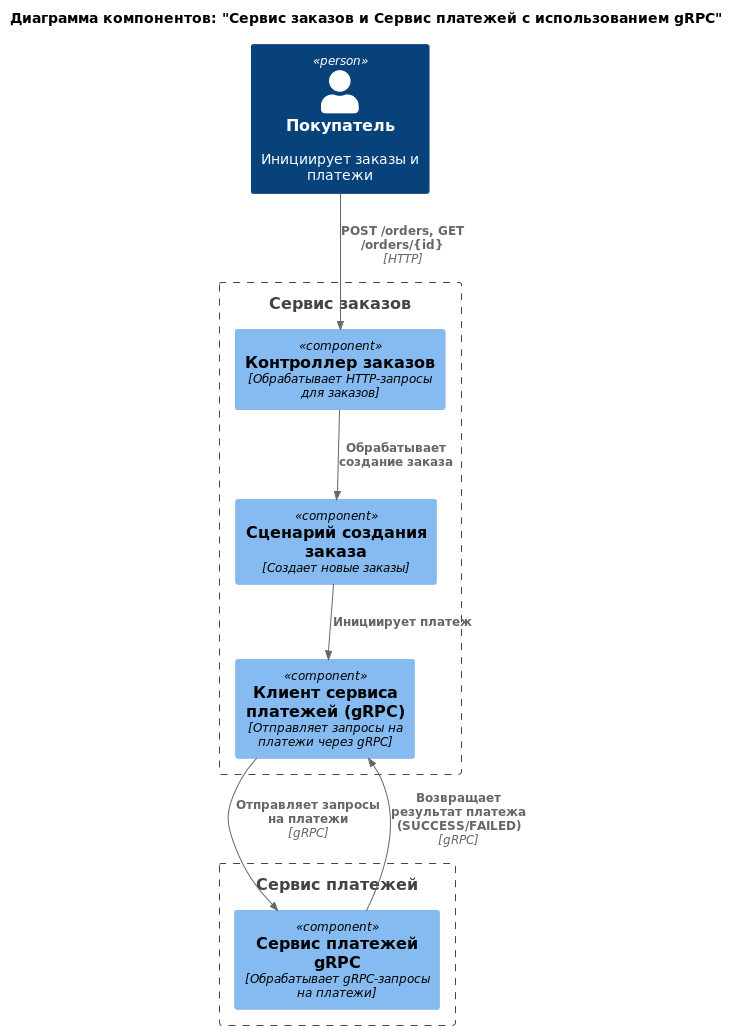 Диаграмма компонентов: "Сервис заказов и Сервис платежей с использованием gRPC"
«person»
Покупатель
Инициирует заказы и
платежи
POST /orders, GET
/orders/{id}
[HTTP]
Сервис заказов
«component»
Контроллер заказов
[Обрабатывает HTTP-запросы
для заказов]
Обрабатывает
создание заказа
«component»
Сценарий создания
заказа
[Создает новые заказы]
Инициирует платеж
«component»
Клиент сервиса
платежей (gRPC)
[Отправляет запросы на
платежи через gRPC]
Отправляет запросы
на платежи
[gRPC]
Возвращает
результат платежа
(SUCCESS/FAILED)
[gRPC]
Сервис платежей
«component»
Сервис платежей
gRPC
[Обрабатывает gRPC-запросы
на платежи]